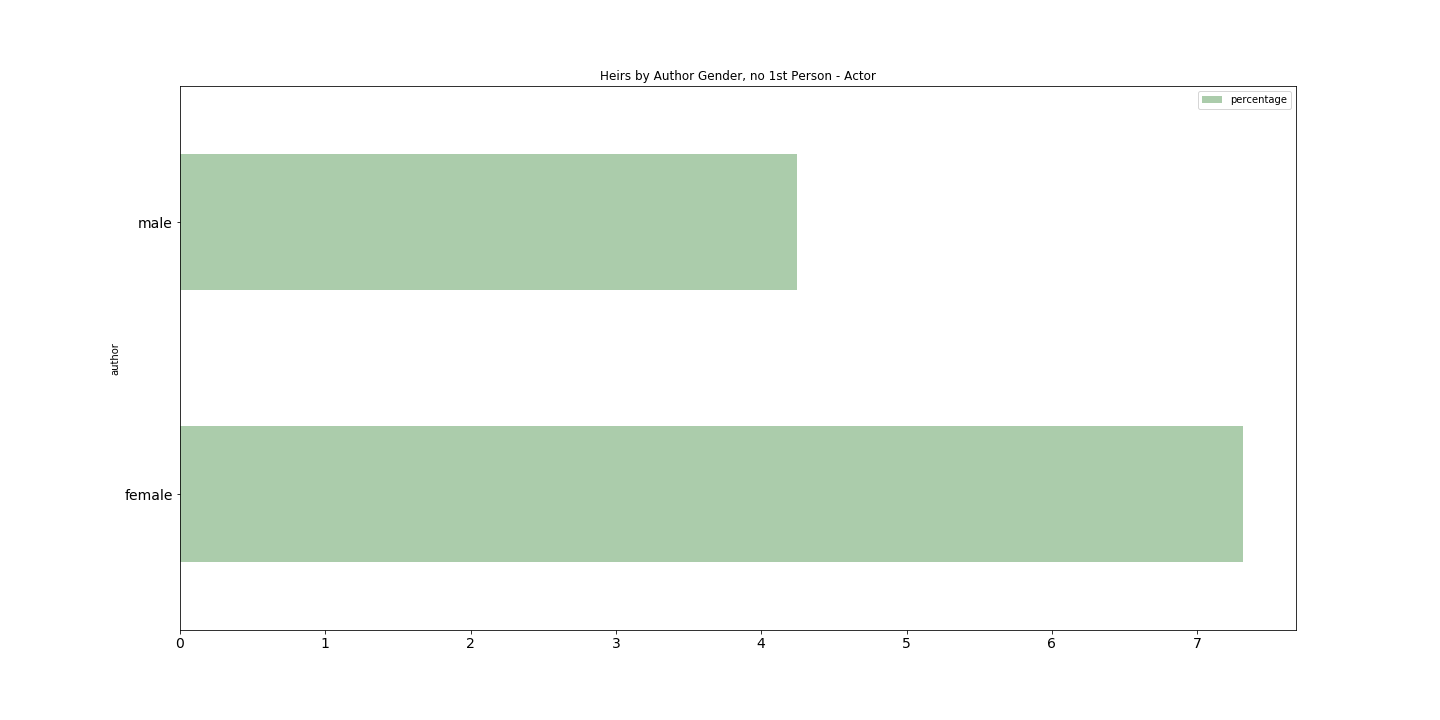 Heirs by Author Gender, no 1st Person - Actor
percentage
male
author
female
0 1 2 3 4 5 6 7